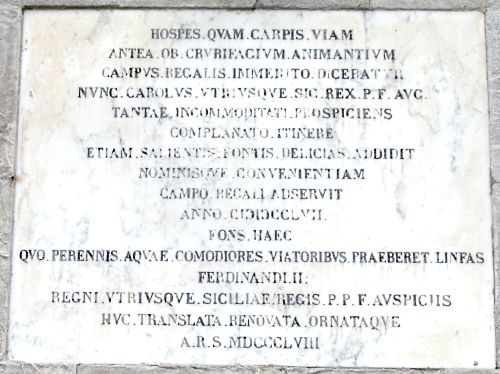 HOSPES . QVAM . CARPIS . VIAM
ANTEA . OB . CRVRIFAGIVM . ANIMANTIVM
CAMPVS . REGALIS . IMMERITO . DICEBATVR
NVNC . CAROLVS . VTRIVSQVE . SIC . REX . P . F . AVG .
TANTAE . INCOMMODITATI . PROSPICIENS
COMPLANATO . ITINERE
ETIAM . SALIENTIS . FONTIS . DELICIAS . ADDIDIT
NOMINISQVE . CONVENIENTIAM
CAMPO . REGALI . ADSERVIT
ANNO . CIƆIƆCCLVII .
FONS . HAEC
QVO . PERENNIS . AQVAE . COMODIORES . VIATORIBVS . PRAEBERET . LINFAS
FERDINANDI . II .
REGNI . VTRIVSQVE . SICILIAE . REGIS . P . P . F . AVSPICIIS
HVC . TRANSLATA . RENOVATA . ORNATAQVE
A . R . S . MDCCCLVIII